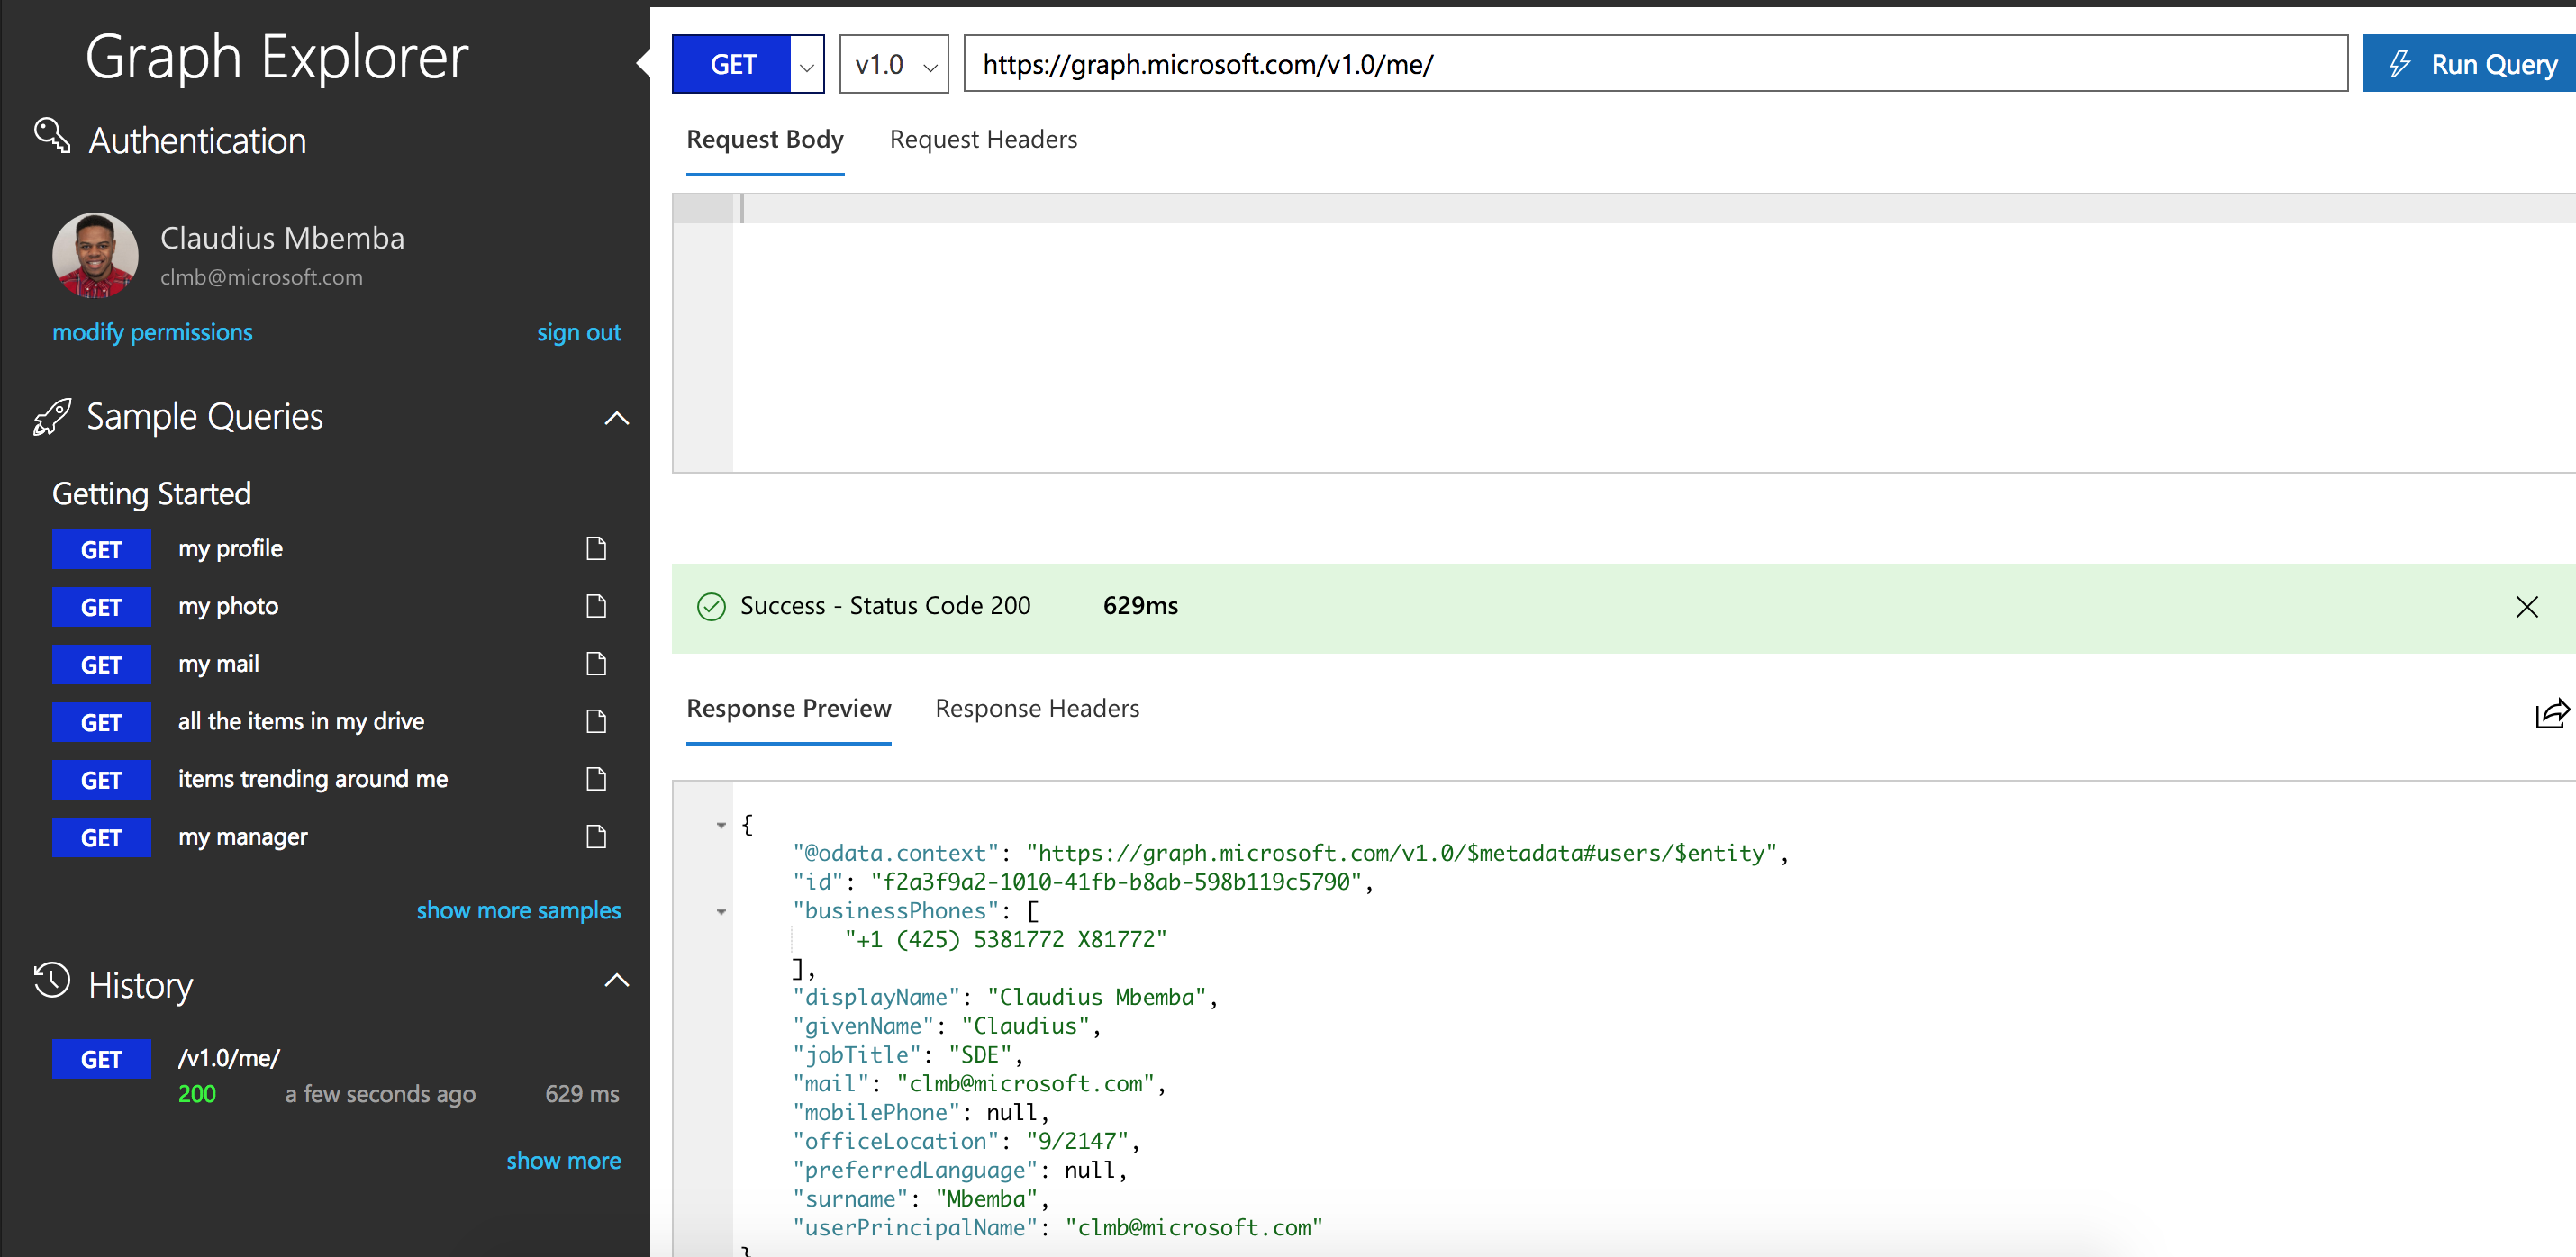 Graph Explorer
Authentication
Claudius Mbemba
clmb@microsoft.com
modify permissions sign out
Sample Queries
Getting Started
GET my profile
GET my photo
GET my mail
GET all the items in my drive
GET items trending around me
GET my manager
show more samples
History
GET /v1.0/me/
200 a few seconds ago 629 ms
show more
GET v1.0 https://graph.microsoft.com/v1.0/me/ Run Query
Request Body Request Headers
Success - Status Code 200 629ms
Response Preview Response Headers
{
"@odata.context": "https://graph.microsoft.com/v1.0/$metadata#users/$entity",
"id": "f2a3f9a2-1010-41fb-b8ab-598b119c5790",
"businessPhones": [
"+1 (425) 5381772 X81772"
],
"displayName": "Claudius Mbemba",
"givenName": "Claudius",
"jobTitle": "SDE",
"mail": "clmb@microsoft.com",
"mobilePhone": null,
"officeLocation": "9/2147",
"preferredLanguage": null,
"surname": "Mbemba",
"userPrincipalName": "clmb@microsoft.com"
}